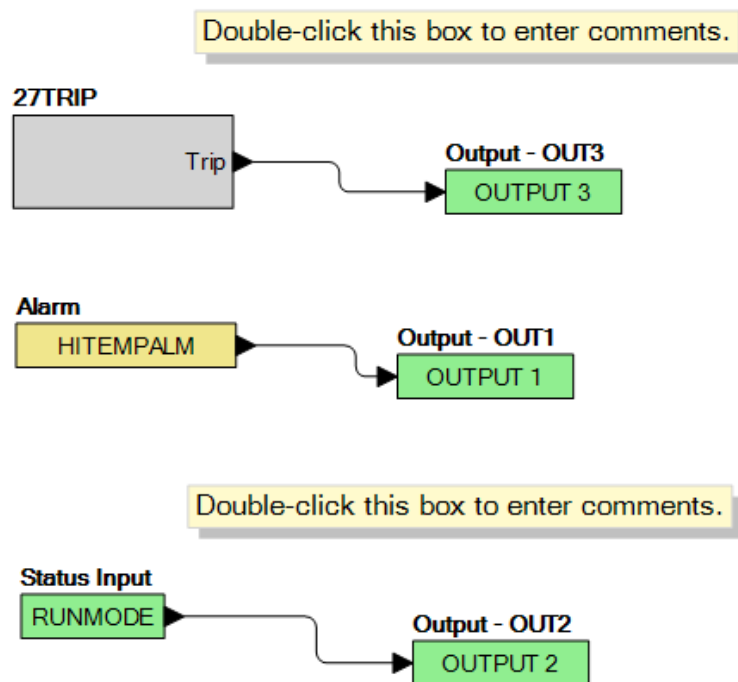 Double-click this box to enter comments.
27TRIP
Trip
Output - OUT3
OUTPUT 3
Alarm
HITEMPALM
Output - OUT1
OUTPUT 1
Double-click this box to enter comments.
Status Input
RUNMODE
Output - OUT2
OUTPUT 2